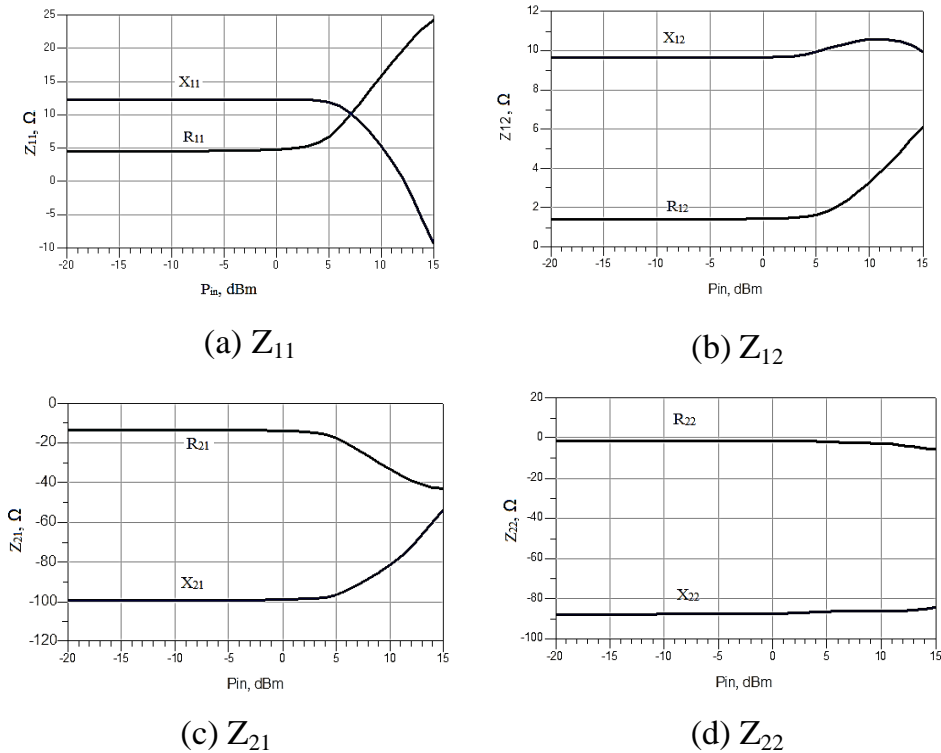 25
20
15
10
5
0
-5
-10
Z₁₁, Ω
X₁₁
R₁₁
-20 -15 -10 -5 0 5 10 15
Pᵢₙ, dBm
(a) Z₁₁
12
10
8
6
4
2
0
Z12, Ω
X₁₂
R₁₂
-20 -15 -10 -5 0 5 10 15
Pin, dBm
(b) Z₁₂
0
-20
-40
-60
-80
-100
-120
Z₂₁, Ω
R₂₁
X₂₁
-20 -15 -10 -5 0 5 10 15
Pin, dBm
(c) Z₂₁
20
0
-20
-40
-60
-80
-100
Z₂₂, Ω
R₂₂
X₂₂
-20 -15 -10 -5 0 5 10 15
Pin, dBm
(d) Z₂₂